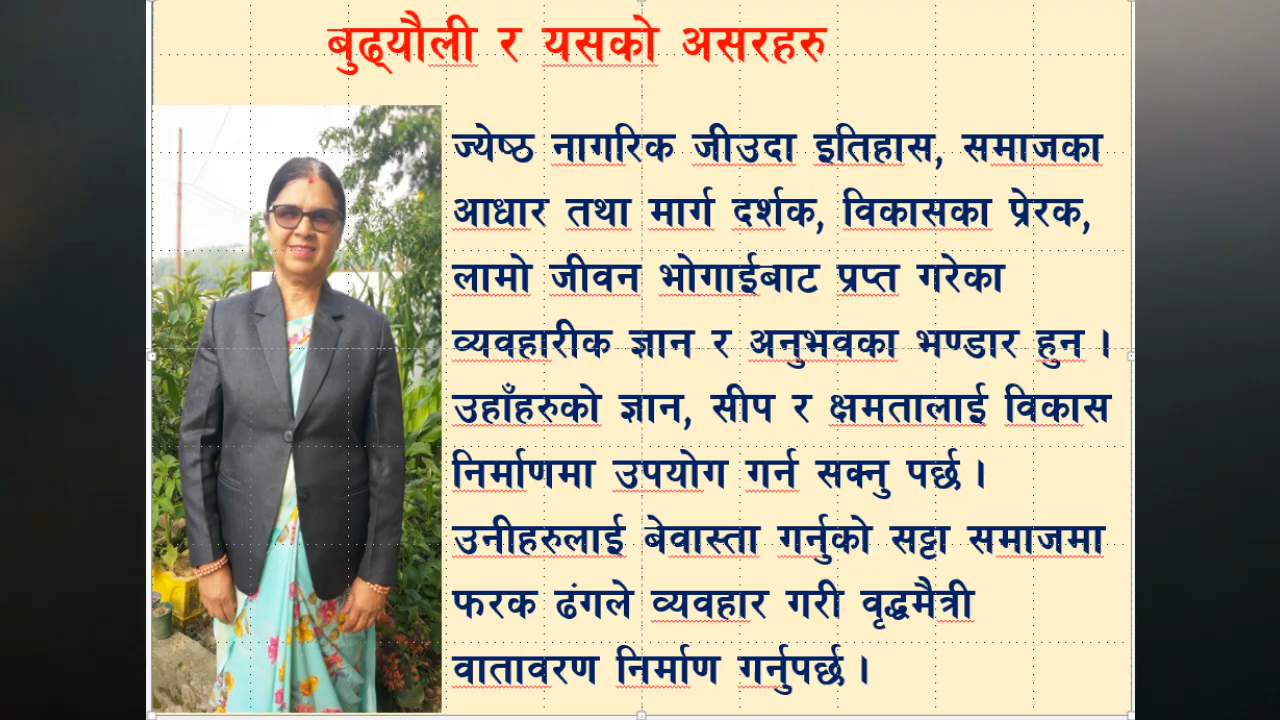 बुढ्यौली र यसको असरहरु
ज्येष्ठ नागरिक जीउदा इतिहास, समाजका
आधार तथा मार्ग दर्शक, विकासका प्रेरक,
लामो जीवन भोगाईबाट प्रप्त गरेका
व्यवहारीक ज्ञान र अनुभवका भण्डार हुन ।
उहाँहरुको ज्ञान, सीप र क्षमतालाई विकास
निर्माणमा उपयोग गर्न सक्नु पर्छ ।
उनीहरुलाई बेवास्ता गर्नुको सट्टा समाजमा
फरक ढंगले व्यवहार गरी वृद्धमैत्री
वातावरण निर्माण गर्नुपर्छ ।